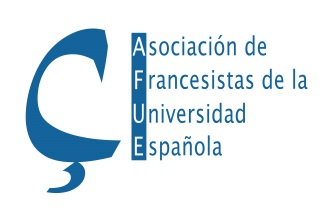 Ç
Asociación de
Francesistas de la
Universidad
Española